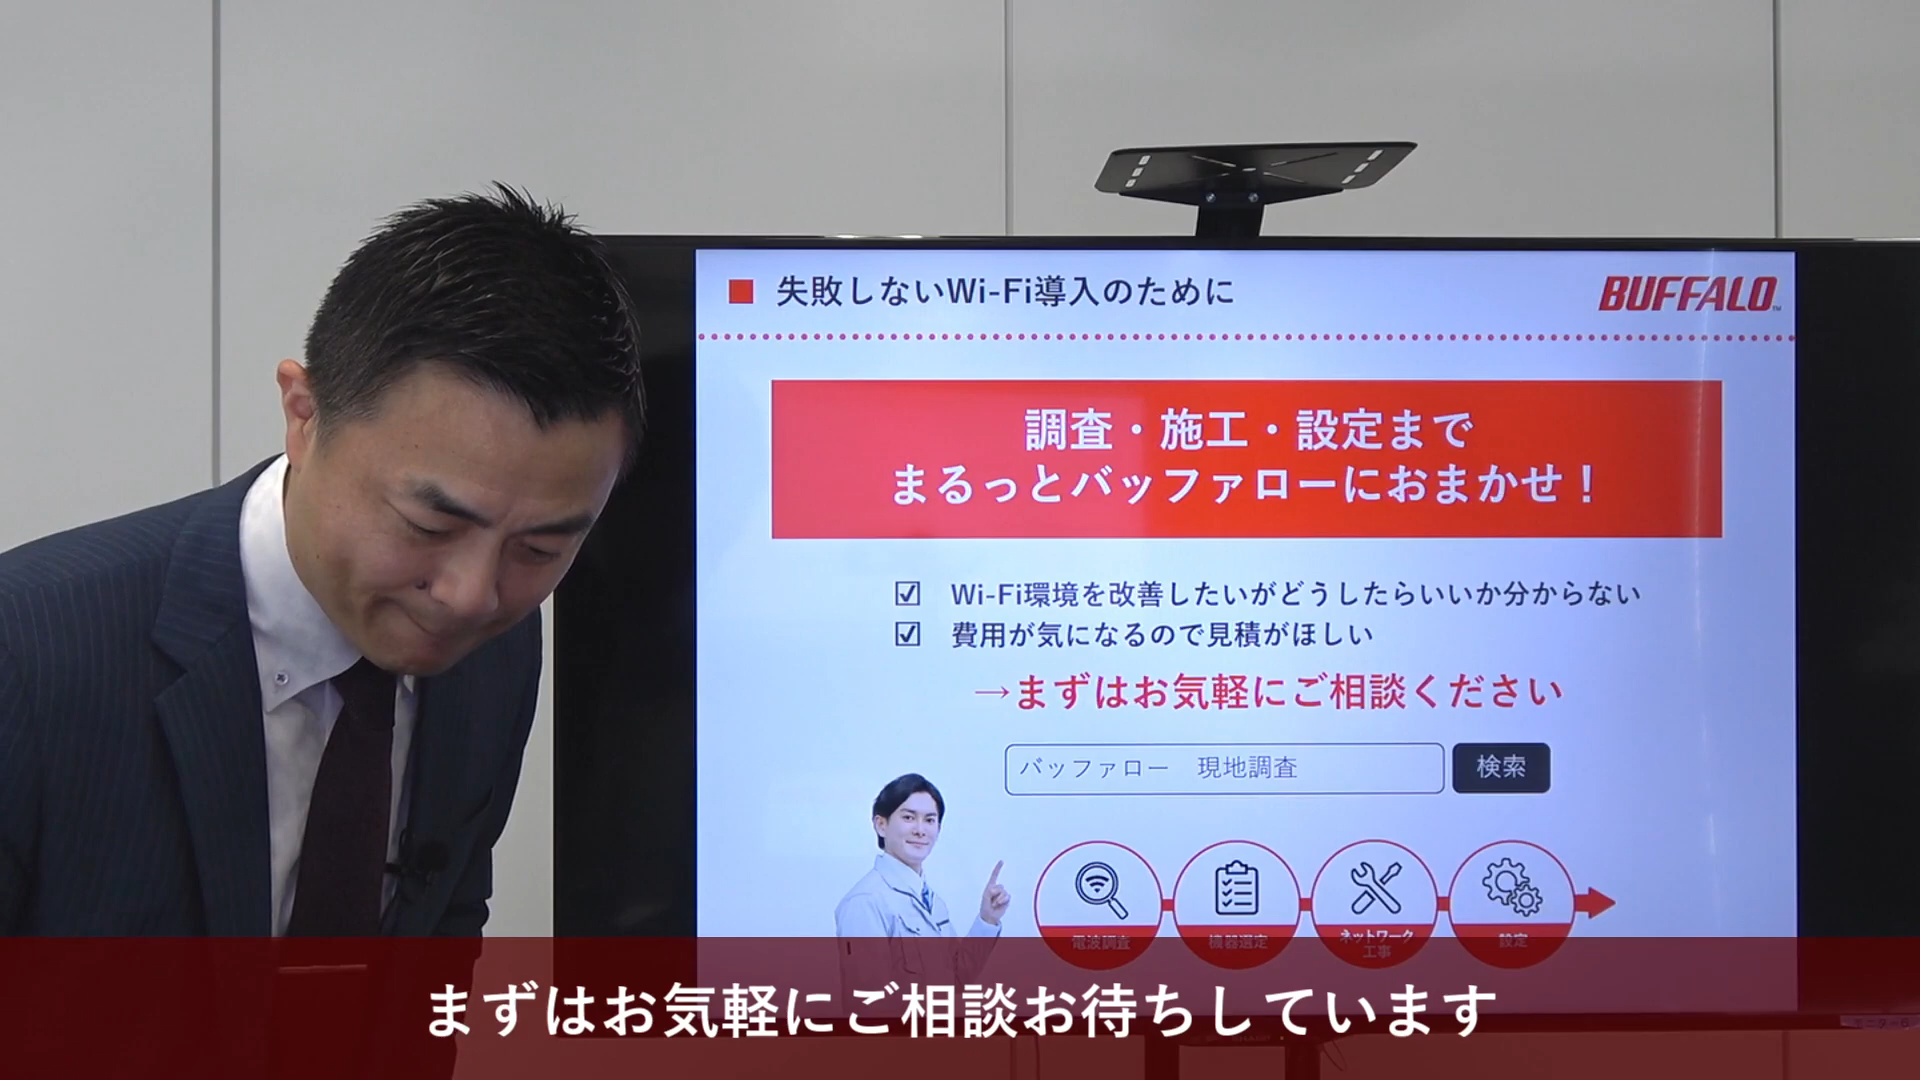 失敗しないWi-Fi導入のために
BUFFALO
調査・施工・設定まで
まるっとバッファローにおまかせ！
Wi-Fi環境を改善したいがどうしたらいいか分からない
費用が気になるので見積がほしい
→まずはお気軽にご相談ください
バッファロー　現地調査
検索
電波調査
機器選定
ネットワーク
工事
設定
まずはお気軽にご相談お待ちしています